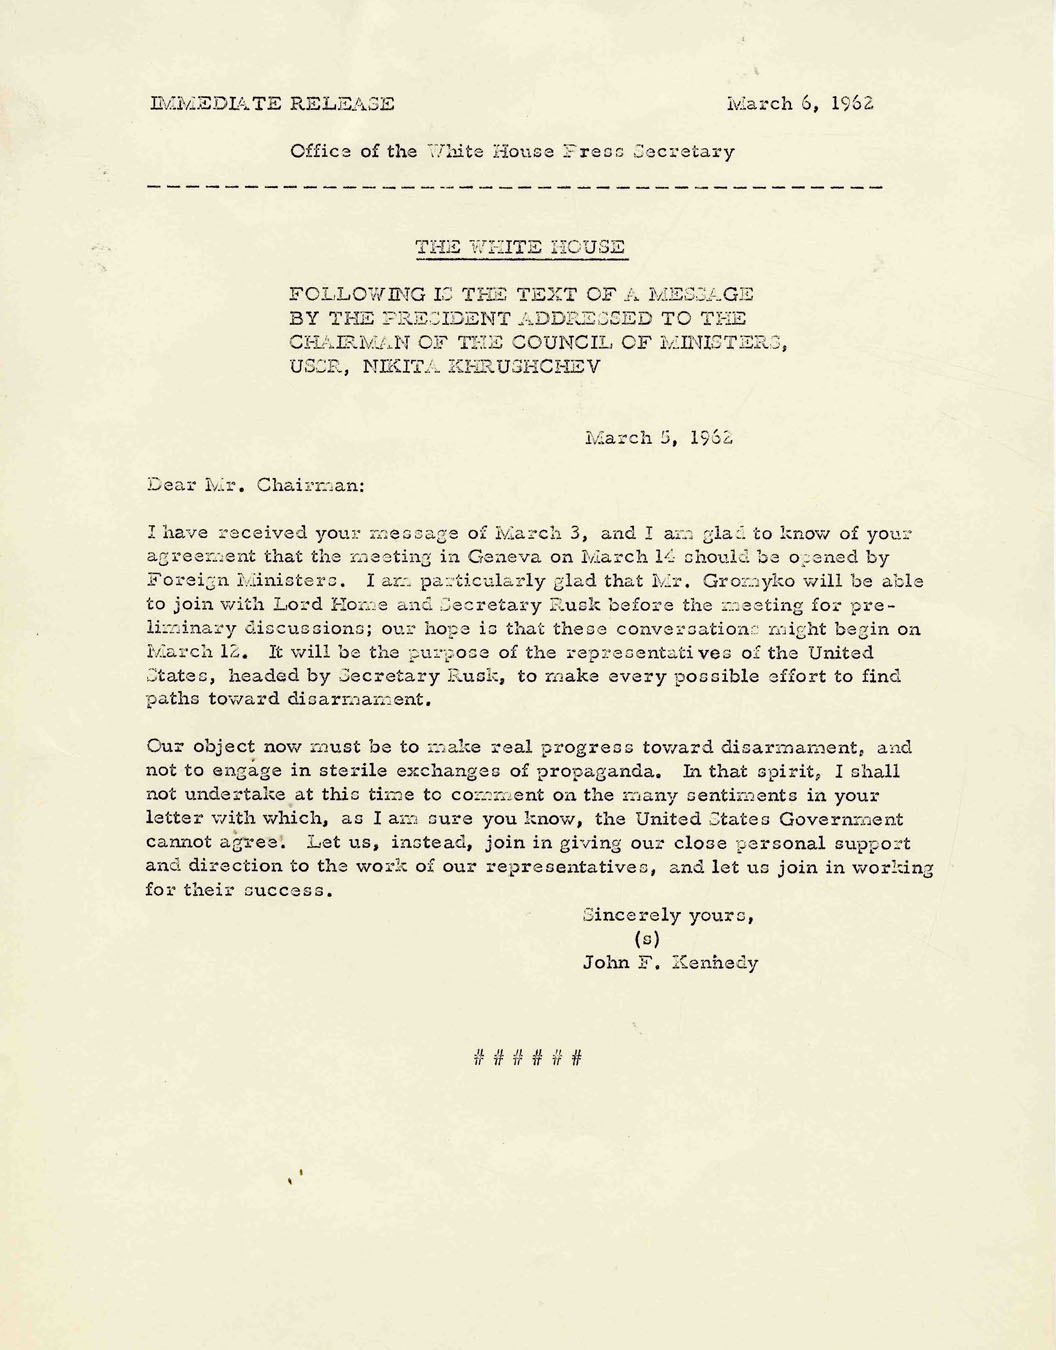 IMMEDIATE RELEASE March 6, 1962
Office of the White House Press Secretary
---------------------------------------
THE WHITE HOUSE
FOLLOWING IS THE TEXT OF A MESSAGE
BY THE PRESIDENT ADDRESSED TO THE
CHAIRMAN OF THE COUNCIL OF MINISTERS,
USSR, NIKITA KHRUSHCHEV
March 5, 1962
Dear Mr. Chairman:
I have received your message of March 3, and I am glad to know of your
agreement that the meeting in Geneva on March 14 should be opened by
Foreign Ministers. I am particularly glad that Mr. Gromyko will be able
to join with Lord Home and Secretary Rusk before the meeting for pre-
liminary discussions; our hope is that these conversations might begin on
March 12. It will be the purpose of the representatives of the United
States, headed by Secretary Rusk, to make every possible effort to find
paths toward disarmament.
Our object now must be to make real progress toward disarmament, and
not to engage in sterile exchanges of propaganda. In that spirit, I shall
not undertake at this time to comment on the many sentiments in your
letter with which, as I am sure you know, the United States Government
cannot agree. Let us, instead, join in giving our close personal support
and direction to the work of our representatives, and let us join in working
for their success.
Sincerely yours,
(s)
John F. Kennedy
# # # # # #